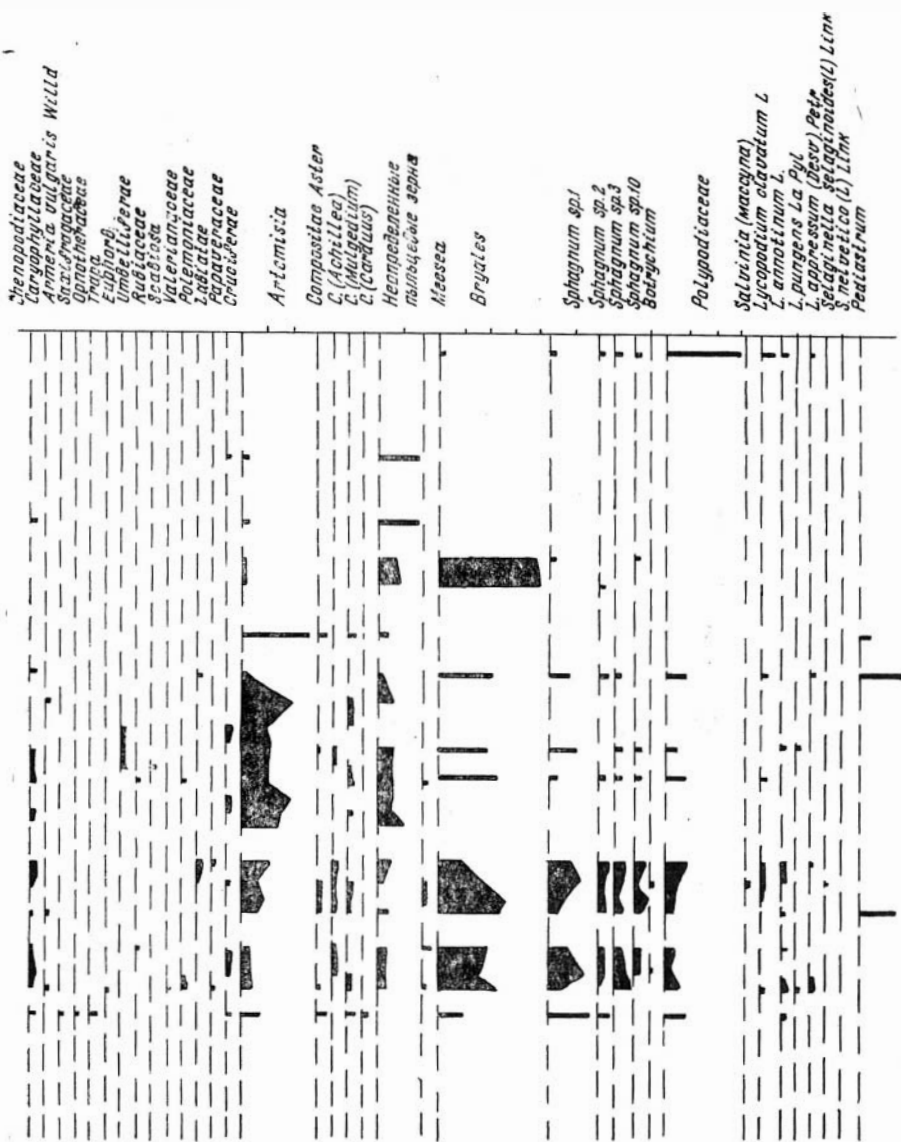 Chenopodiaceae
Caryophyllaceae
Armeria vulgaris Willd
Saxifragaceae
Onnotheraceae
Trapa
Euphorb.
Umbelliferae
Rubiaceae
Scabiosa
Valerianaceae
Polemoniaceae
Labiatae
Papaveraceae
Cruciferae
Artemisia
Compositae Aster
C. (Achillea)
C. (Mulgedium)
C. (Carduus)
Неопределенные
пыльцевые зерна
Meosea
Bryales
Sphagnum sp.1
Sphagnum sp.2
Sphagnum sp.3
Sphagnum sp.10
Botrychium
Polypodiaceae
Salvinia (массула)
Lycopodium clavatum L
L. annotinum L.
L. pungens La Pyl
L. appressum (Desv) Petr
Selaginella Selaginoides (L) Link
S. helvetica (L) Link
Pediastrum